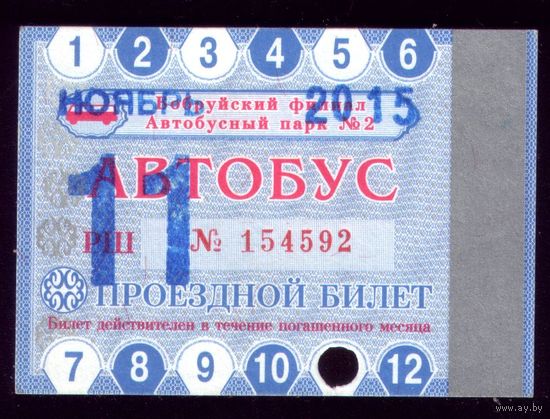 1 2 3 4 5 6
НОЯБРЬ 2015
Бобруйский филиал
Автобусный парк №2
АВТОБУС
11
РШ № 154592
ПРОЕЗДНОЙ БИЛЕТ
Билет действителен в течение погашенного месяца
7 8 9 10 12
www.ay.by